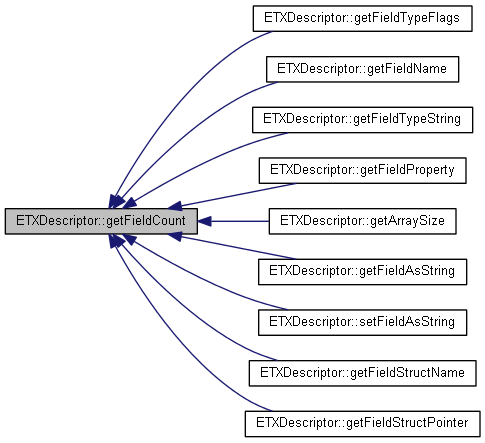 ETXDescriptor::getFieldTypeFlags
ETXDescriptor::getFieldName
ETXDescriptor::getFieldTypeString
ETXDescriptor::getFieldProperty
ETXDescriptor::getFieldCount
ETXDescriptor::getArraySize
ETXDescriptor::getFieldAsString
ETXDescriptor::setFieldAsString
ETXDescriptor::getFieldStructName
ETXDescriptor::getFieldStructPointer